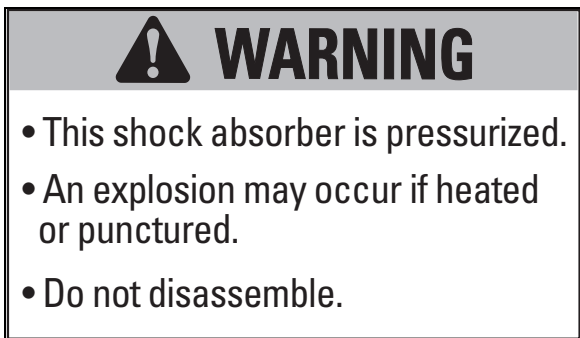 WARNING
• This shock absorber is pressurized.
• An explosion may occur if heated
or punctured.
• Do not disassemble.